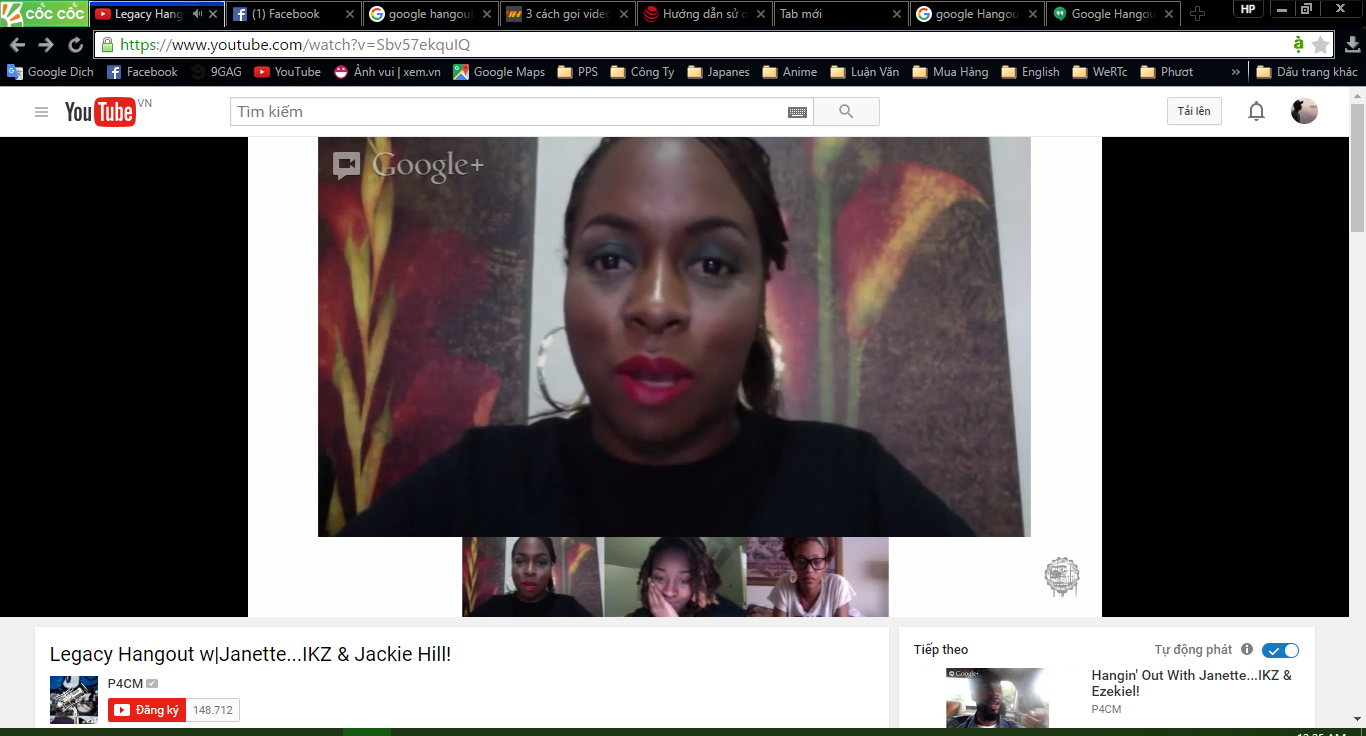 cốc cốc
Legacy Hang
(1) Facebook
google hangout
3 cách gọi video
Hướng dẫn sử d
Tab mới
google Hangou
Google Hangou
HP
https://www.youtube.com/watch?v=Sbv57ekquIQ
Google Dịch
Facebook
9GAG
YouTube
Ảnh vui | xem.vn
Google Maps
PPS
Công Ty
Japanes
Anime
Luận Văn
Mua Hàng
English
WeRTc
Phượt
»
Dấu trang khác
YouTube VN
Tìm kiếm
Tải lên
Google+
Legacy Hangout w|Janette...IKZ & Jackie Hill!
P4CM
Đăng ký 148.712
Tiếp theo
Tự động phát
Google+
Hangin' Out With Janette...IKZ &
Ezekiel!
P4CM